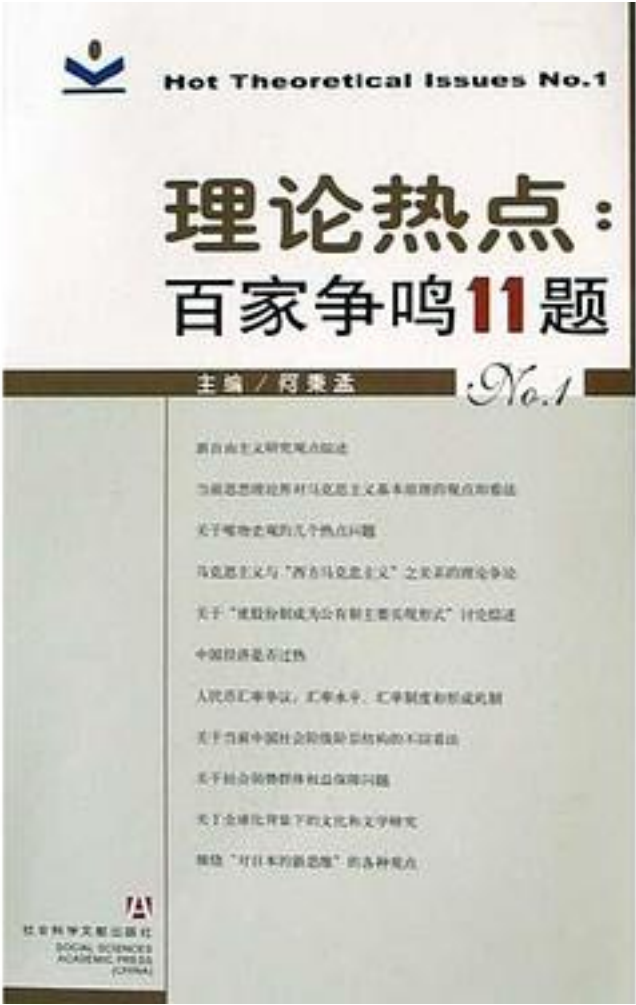 Hot Theoretical Issues No.1
理论热点:
百家争鸣11题
主编/何秉孟
No.1
新自由主义研究观点综述
当前思想理论界对马克思主义基本原理的观点和看法
关于唯物史观的几个热点问题
马克思主义与“西方马克思主义”之关系的理论争论
关于“使股份制成为公有制主要实现形式”讨论综述
中国经济是否过热
人民币汇率争议:汇率水平、汇率制度和形成机制
关于当前中国社会阶级阶层结构的不同看法
关于社会弱势群体权益保障问题
关于全球化背景下的文化和文学研究
围绕“对日本的新思维”的各种观点
社会科学文献出版社
SOCIAL SCIENCES
ACADEMIC PRESS
(CHINA)